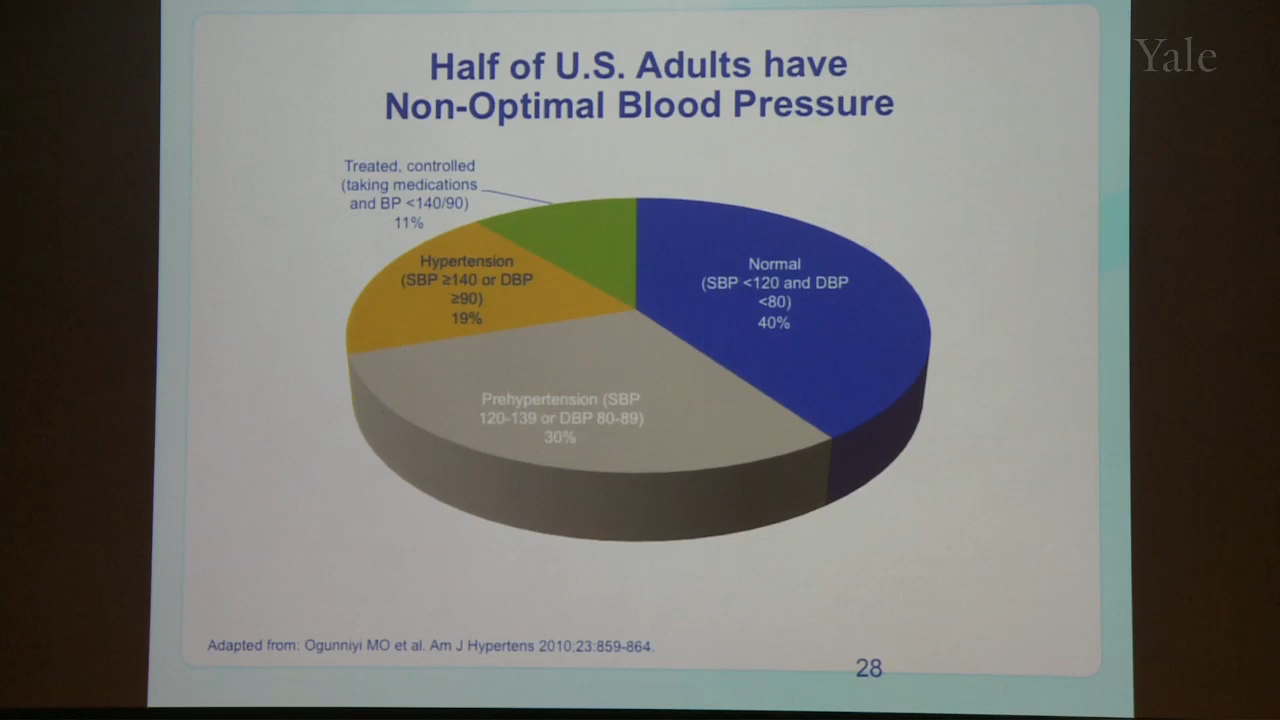 Yale
Half of U.S. Adults have
Non-Optimal Blood Pressure
Treated, controlled
(taking medications
and BP <140/90)
11%
Hypertension
(SBP ≥140 or DBP
≥90)
19%
Normal
(SBP <120 and DBP
<80)
40%
Prehypertension (SBP
120-139 or DBP 80-89)
30%
Adapted from: Ogunniyi MO et al. Am J Hypertens 2010;23:859-864.
28